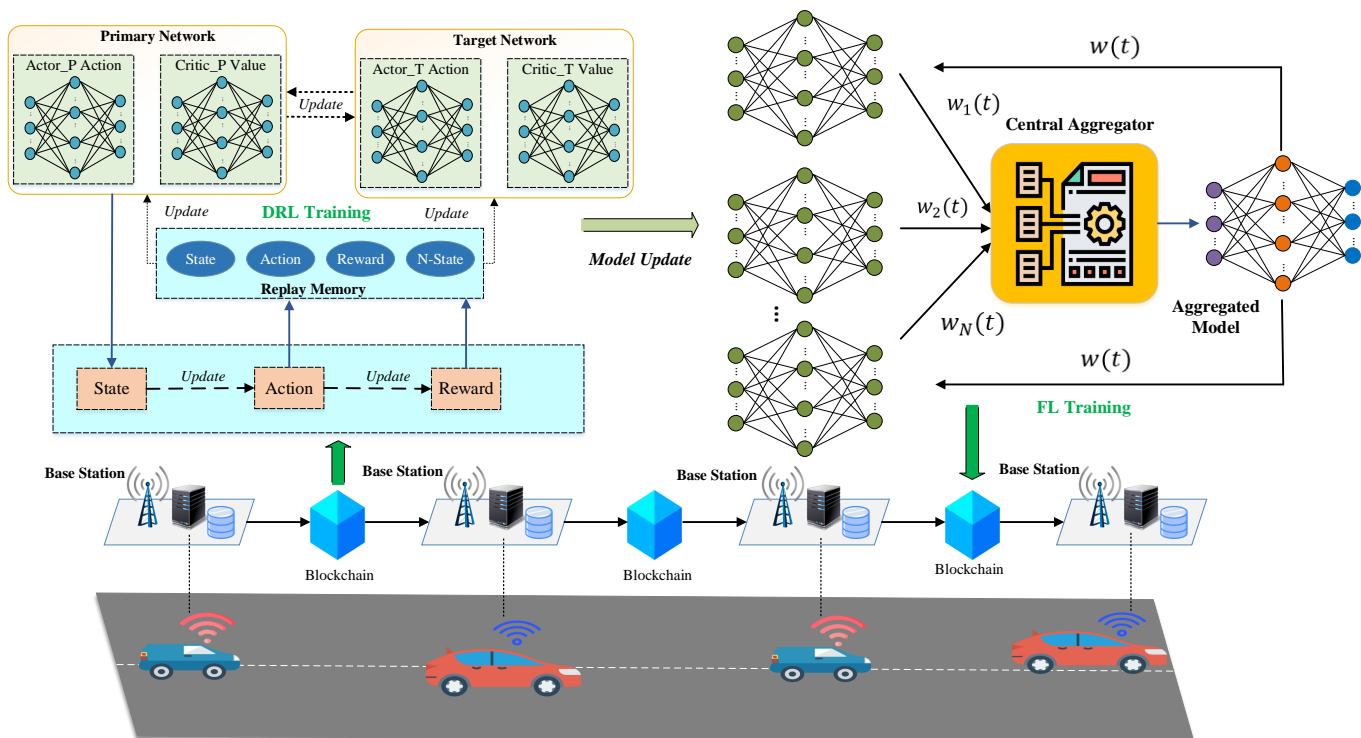 Primary Network
Actor_P Action
Critic_P Value
Target Network
Actor_T Action
Critic_T Value
Update
Update
DRL Training
Update
State
Action
Reward
N-State
Replay Memory
State
Update
Action
Update
Reward
Model Update
w(t)
w₁(t)
w₂(t)
w_N(t)
Central Aggregator
Aggregated
Model
w(t)
FL Training
Base Station
Base Station
Base Station
Base Station
Blockchain
Blockchain
Blockchain